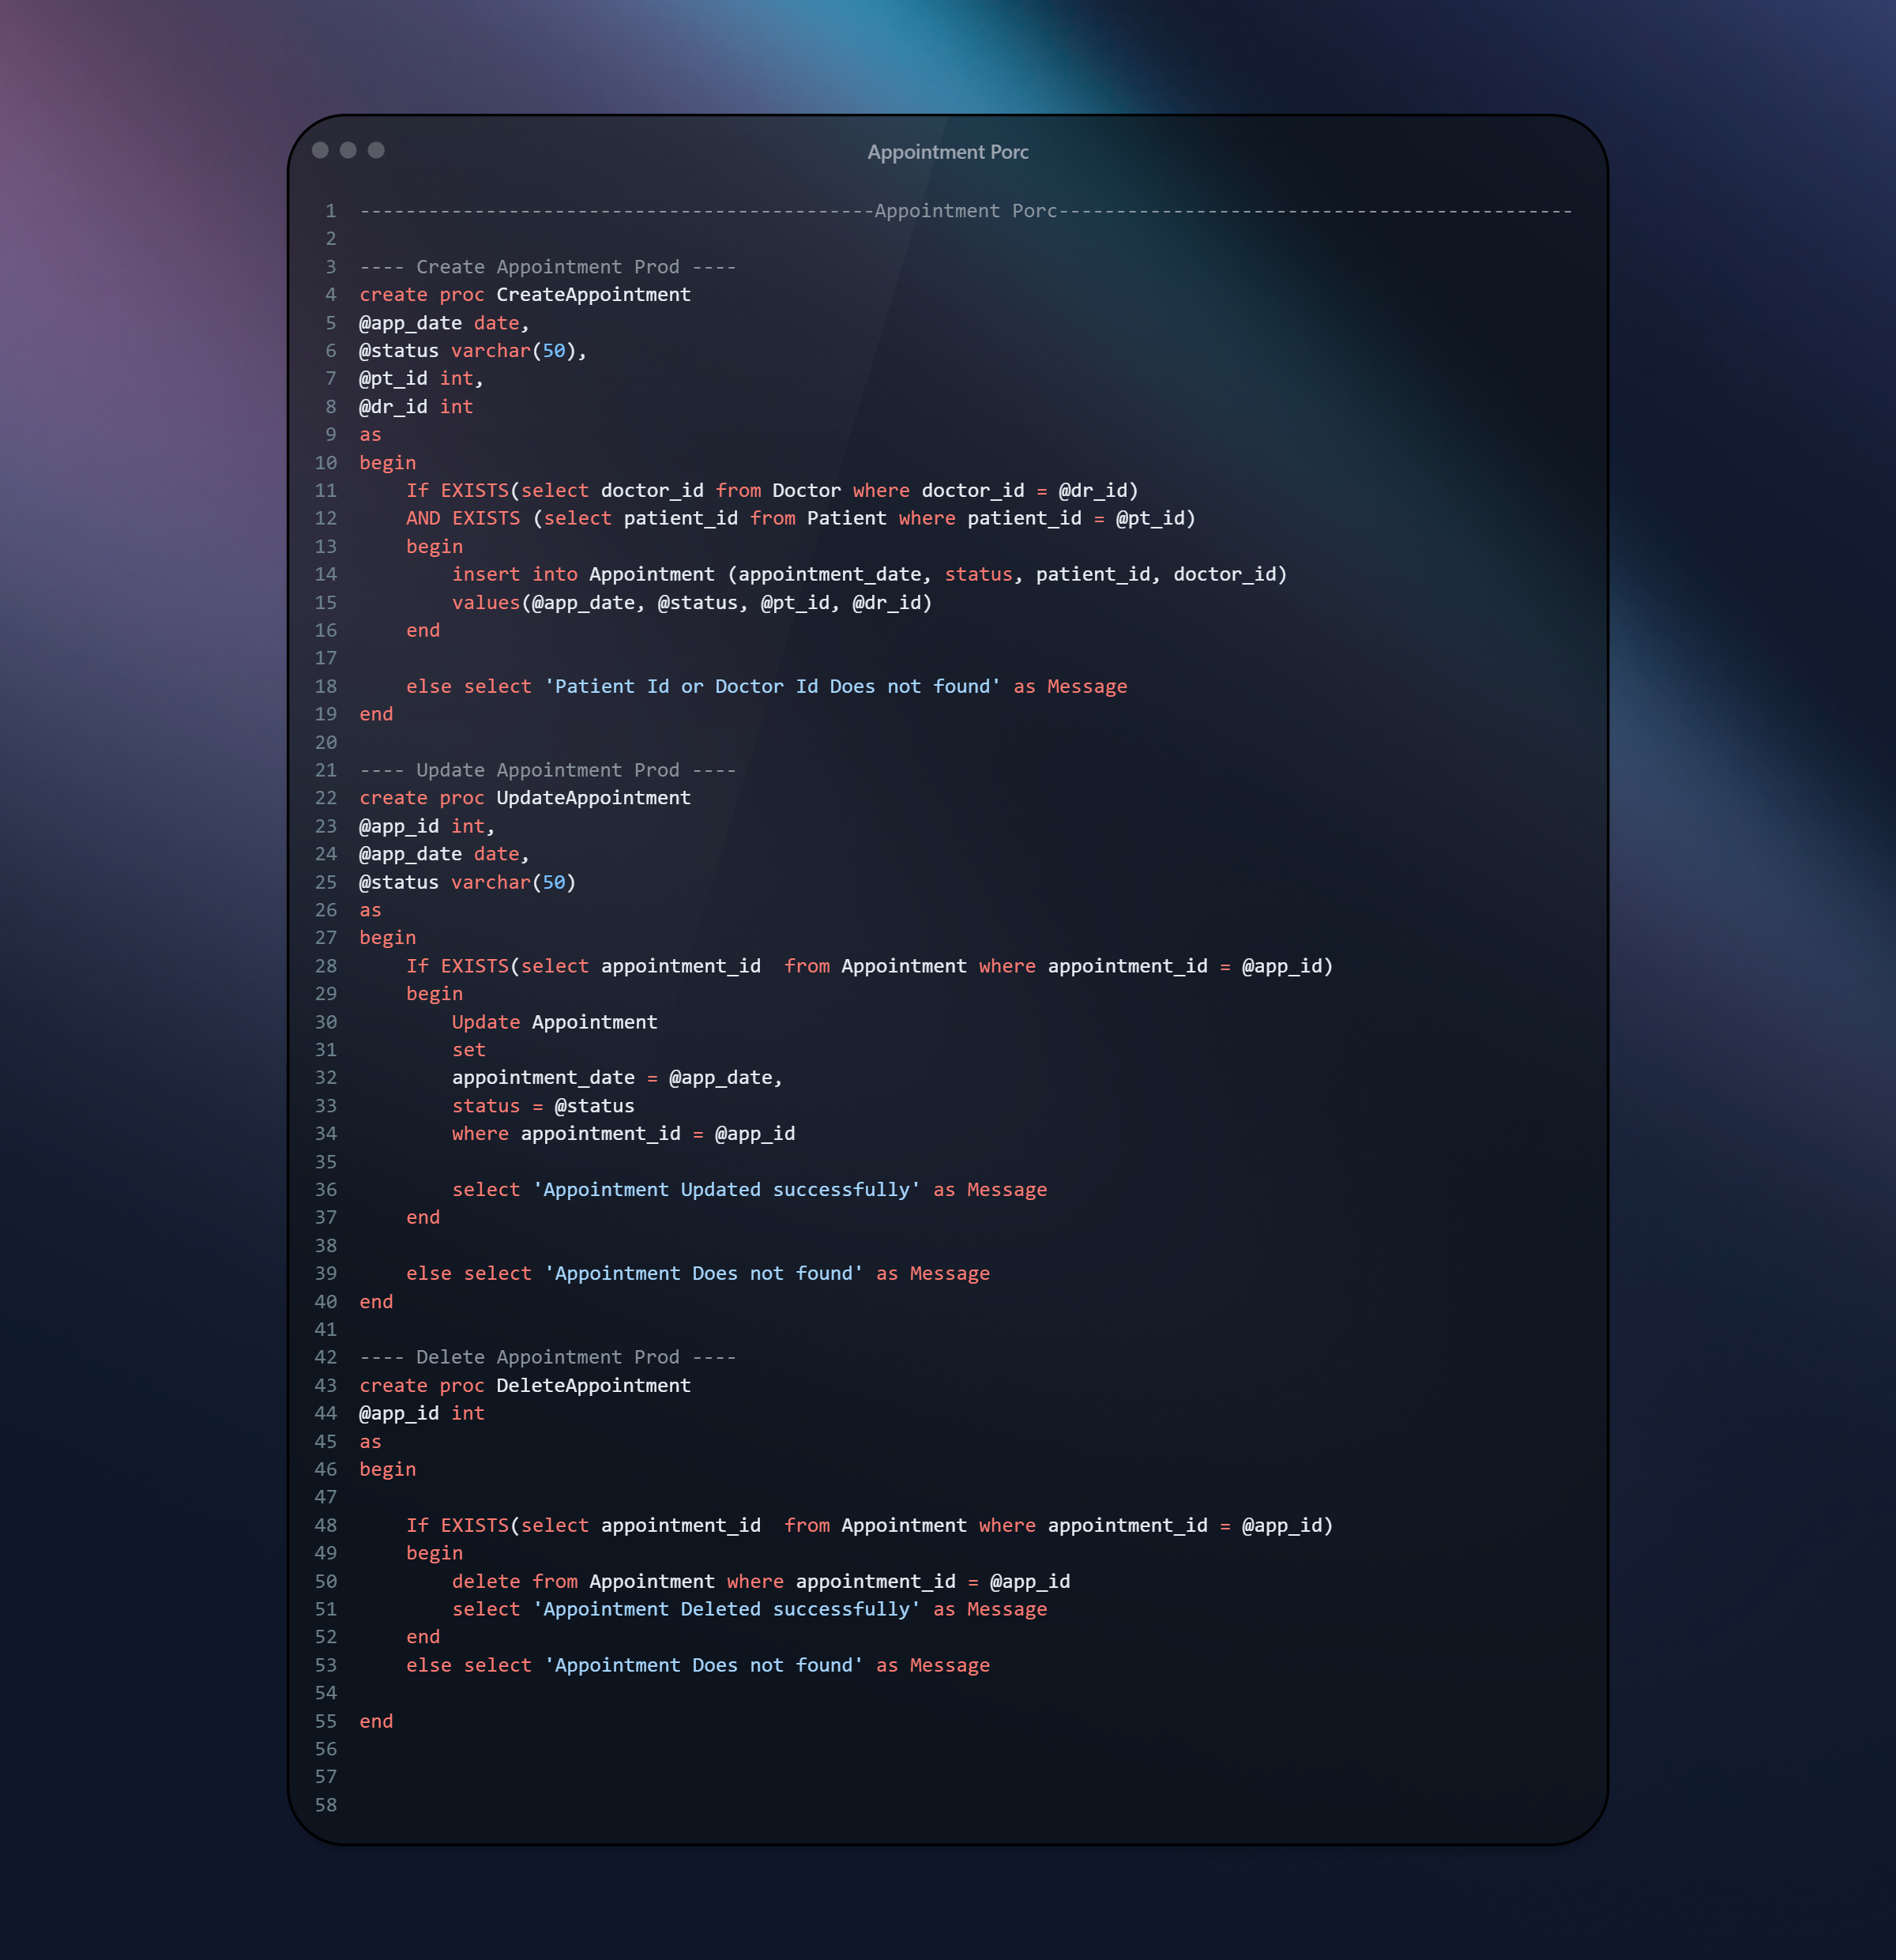 Appointment Porc
1 ---------------------------------------------Appointment Porc---------------------------------------------
2
3 ---- Create Appointment Prod ----
4 create proc CreateAppointment
5 @app_date date,
6 @status varchar(50),
7 @pt_id int,
8 @dr_id int
9 as
10 begin
11     If EXISTS(select doctor_id from Doctor where doctor_id = @dr_id)
12     AND EXISTS (select patient_id from Patient where patient_id = @pt_id)
13     begin
14         insert into Appointment (appointment_date, status, patient_id, doctor_id)
15         values(@app_date, @status, @pt_id, @dr_id)
16     end
17
18     else select 'Patient Id or Doctor Id Does not found' as Message
19 end
20
21 ---- Update Appointment Prod ----
22 create proc UpdateAppointment
23 @app_id int,
24 @app_date date,
25 @status varchar(50)
26 as
27 begin
28     If EXISTS(select appointment_id  from Appointment where appointment_id = @app_id)
29     begin
30         Update Appointment
31         set
32         appointment_date = @app_date,
33         status = @status
34         where appointment_id = @app_id
35
36         select 'Appointment Updated successfully' as Message
37     end
38
39     else select 'Appointment Does not found' as Message
40 end
41
42 ---- Delete Appointment Prod ----
43 create proc DeleteAppointment
44 @app_id int
45 as
46 begin
47
48     If EXISTS(select appointment_id  from Appointment where appointment_id = @app_id)
49     begin
50         delete from Appointment where appointment_id = @app_id
51         select 'Appointment Deleted successfully' as Message
52     end
53     else select 'Appointment Does not found' as Message
54
55 end
56
57
58